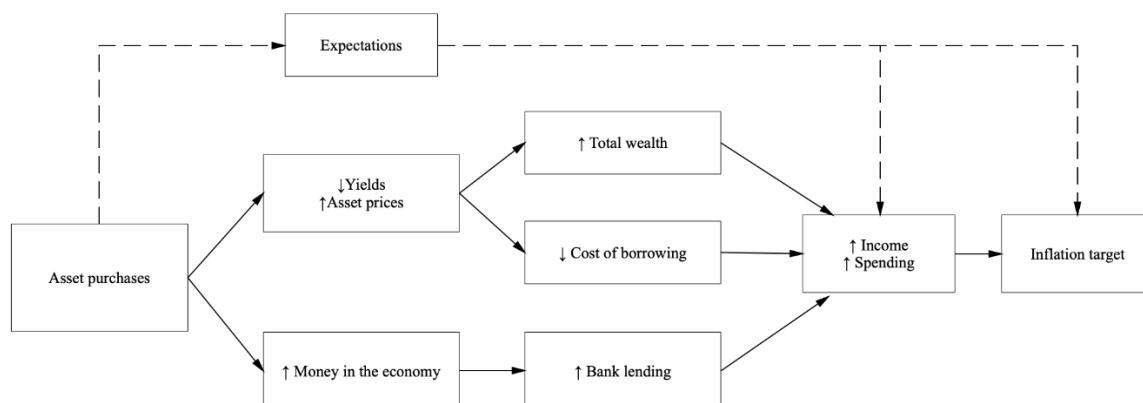 Expectations
↑ Total wealth
↓Yields
↑Asset prices
Asset purchases
↓ Cost of borrowing
↑ Income
↑ Spending
Inflation target
↑ Money in the economy
↑ Bank lending